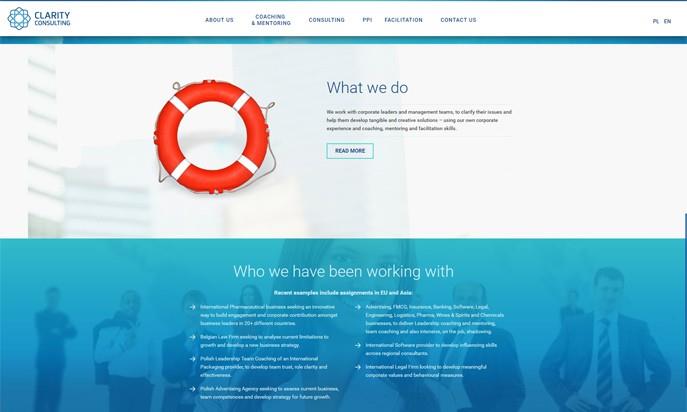 CLARITY
CONSULTING
ABOUT US
COACHING
& MENTORING
CONSULTING
PPI
FACILITATION
CONTACT US
PL EN
What we do
We work with corporate leaders and management teams, to clarify their issues and
help them develop tangible and creative solutions – using our own corporate
experience and coaching, mentoring and facilitation skills.
READ MORE
Who we have been working with
Recent examples include assignments in EU and Asia:
International Pharmaceutical business seeking an innovative
way to build engagement and corporate contribution amongst
business leaders in 20+ different countries.
Belgian Law Firm seeking to analyse current limitations to
growth and develop a new business strategy.
Polish Leadership Team Coaching of an International
Packaging provider, to develop team trust, role clarity and
effectiveness.
Polish Advertising Agency seeking to assess current business,
team competences and develop strategy for future growth.
Advertising, FMCG, Insurance, Banking, Software, Legal,
Engineering, Logistics, Pharma, Wines & Spirits and Chemicals
businesses, to deliver Leadership coaching and mentoring,
team coaching and also intensive, on the job, shadowing.
International Software provider to develop influencing skills
across regional consultants.
International Legal Firm looking to develop meaningful
corporate values and behavioural measures.